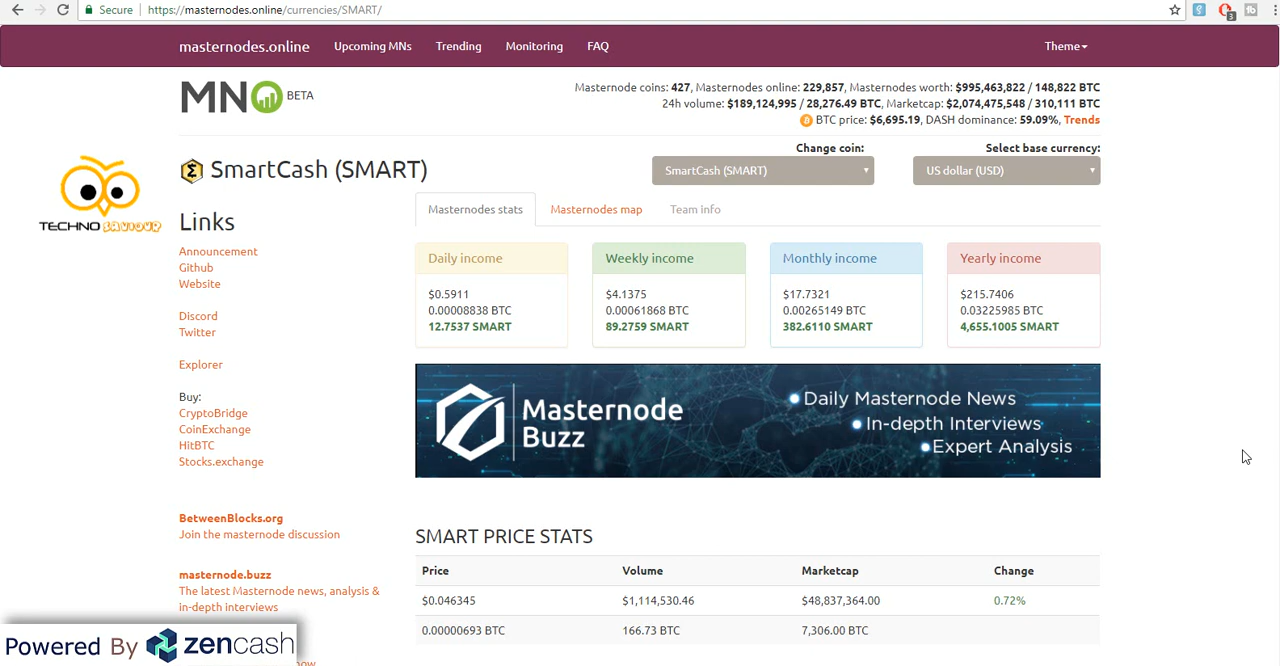 Secure
https://masternodes.online/currencies/SMART/
3
masternodes.online Upcoming MNs Trending Monitoring FAQ Theme
MNO BETA
Masternode coins: 427, Masternodes online: 229,857, Masternodes worth: $995,463,822 / 148,822 BTC
24h volume: $189,124,995 / 28,276.49 BTC, Marketcap: $2,074,475,548 / 310,111 BTC
BTC price: $6,695.19, DASH dominance: 59.09%, Trends
TECHNO SAVIOUR
SmartCash (SMART)
Change coin: Select base currency:
SmartCash (SMART) US dollar (USD)
Links
Announcement
Github
Website
Discord
Twitter
Explorer
Buy:
CryptoBridge
CoinExchange
HitBTC
Stocks.exchange
BetweenBlocks.org
Join the masternode discussion
masternode.buzz
The latest Masternode news, analysis &
in-depth interviews
Masternodes stats Masternodes map Team info
Daily income Weekly income Monthly income Yearly income
$0.5911 $4.1375 $17.7321 $215.7406
0.00008838 BTC 0.00061868 BTC 0.00265149 BTC 0.03225985 BTC
12.7537 SMART 89.2759 SMART 382.6110 SMART 4,655.1005 SMART
Masternode
Buzz
Daily Masternode News
In-depth Interviews
Expert Analysis
SMART PRICE STATS
Price Volume Marketcap Change
$0.046345 $1,114,530.46 $48,837,364.00 0.72%
0.00000693 BTC 166.73 BTC 7,306.00 BTC
Powered By zencash